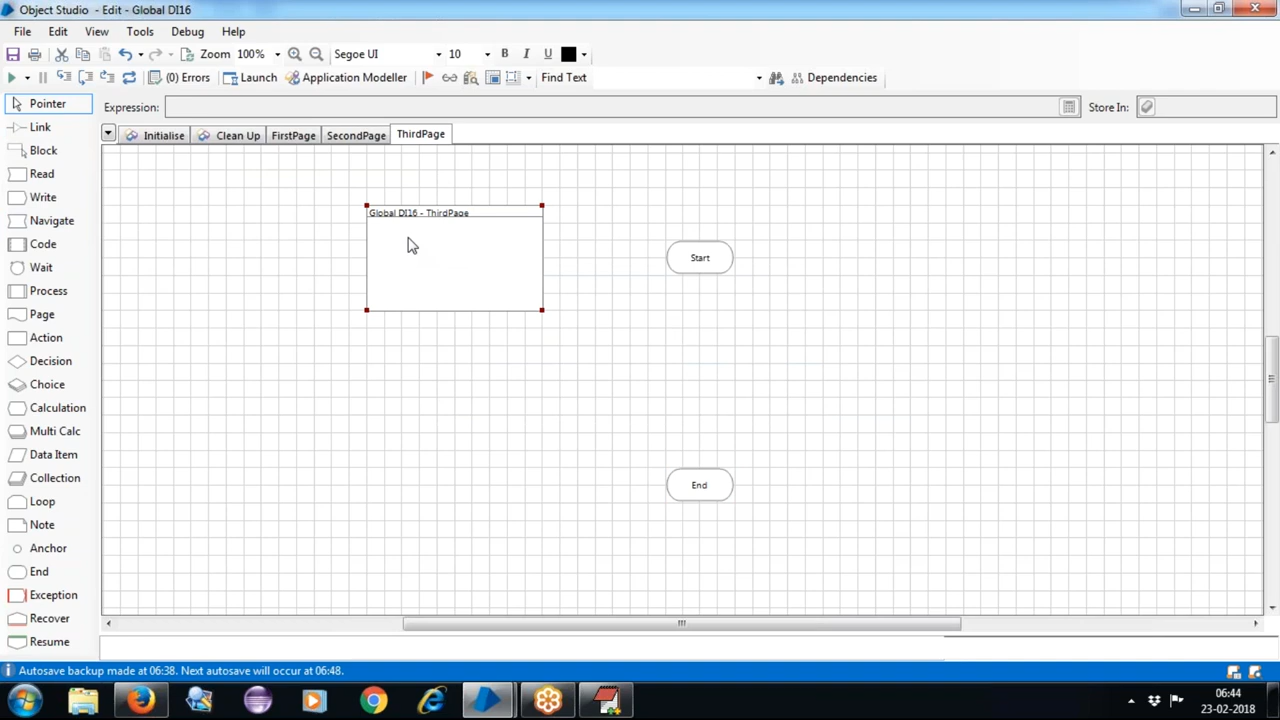 Object Studio - Edit - Global DI16
File Edit View Tools Debug Help
Zoom 100% Segoe UI 10 B I U
(0) Errors Launch Application Modeller Find Text Dependencies
Pointer Expression: Store In:
Link Initialise Clean Up FirstPage SecondPage ThirdPage
Block
Read
Write
Global DI16 - ThirdPage
Navigate
Code
Start
Wait
Process
Page
Action
Decision
Choice
Calculation
Multi Calc
Data Item
Collection
End
Loop
Note
Anchor
End
Exception
Recover
Resume
Autosave backup made at 06:38. Next autosave will occur at 06:48.
06:44
23-02-2018